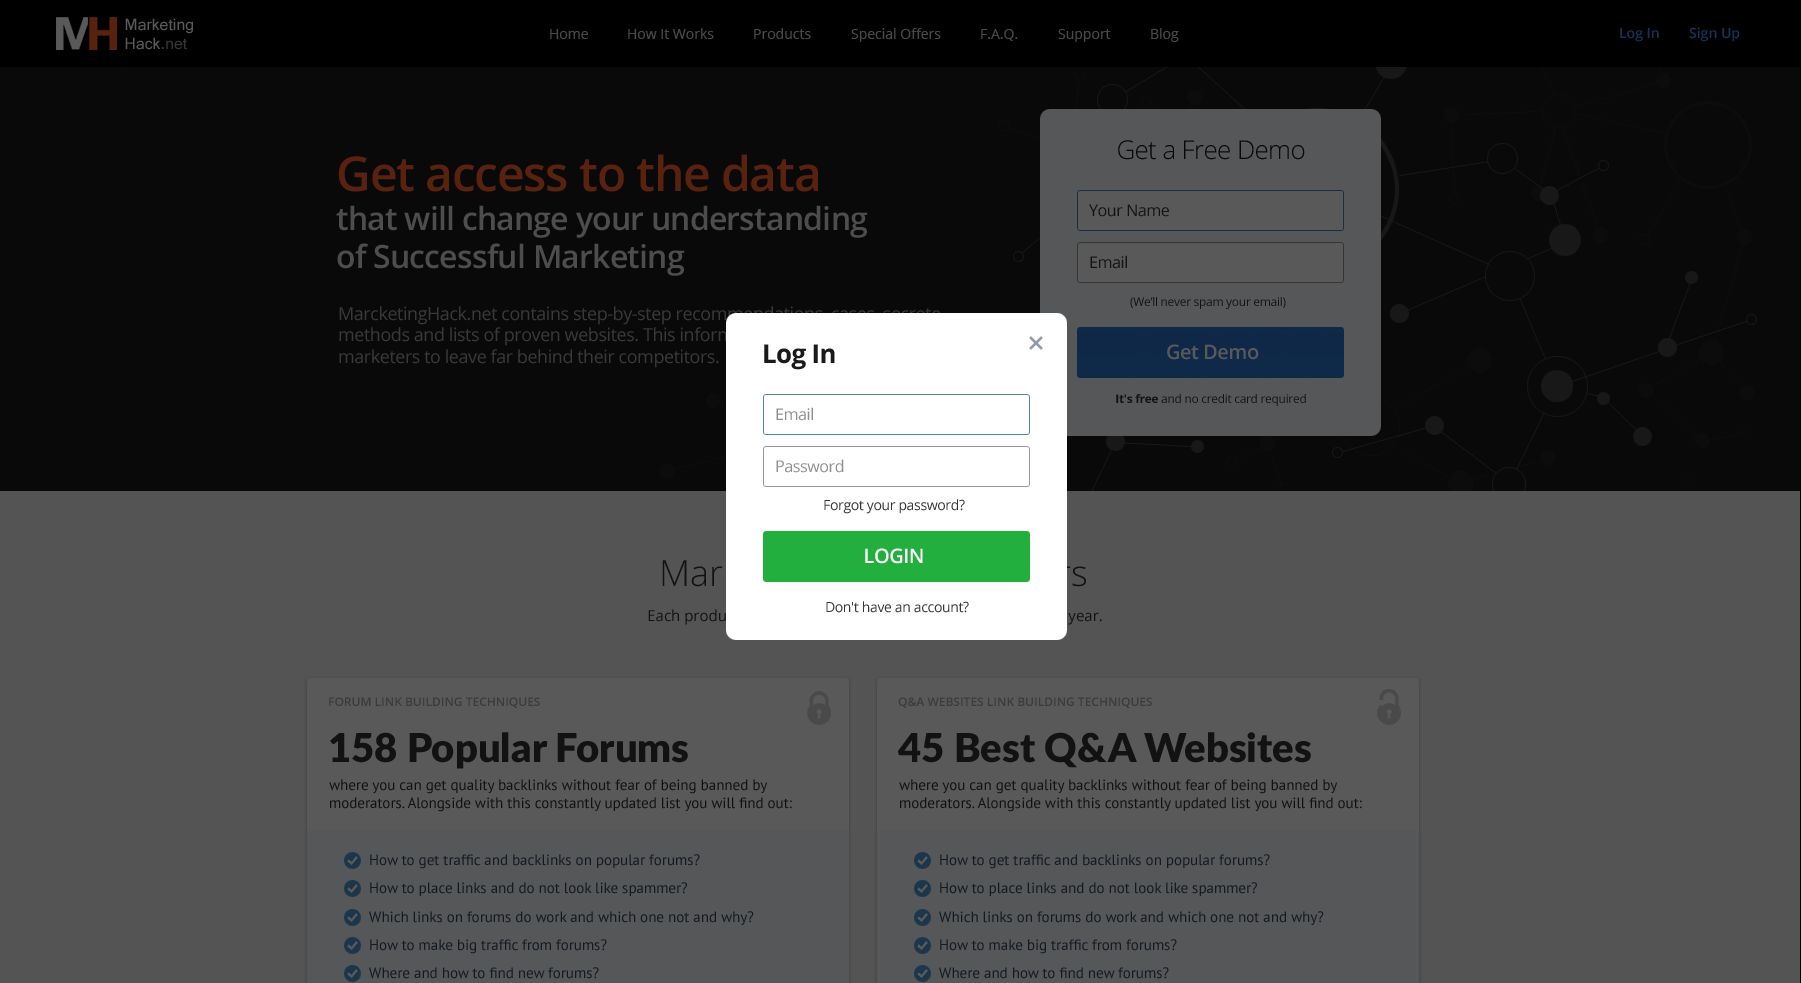 MH Marketing
Hack.net
Home How It Works Products Special Offers F.A.Q. Support Blog
Log In Sign Up
Get access to the data
that will change your understanding
of Successful Marketing
MarcketingHack.net contains step-by-step recommendations, cases, secrets,
methods and lists of proven websites. This inform
marketers to leave far behind their competitors.
Get a Free Demo
Your Name
Email
(We'll never spam your email)
Get Demo
It's free and no credit card required
Log In
Email
Password
Forgot your password?
LOGIN
Don't have an account?
Mar rs
Each produ year.
FORUM LINK BUILDING TECHNIQUES
158 Popular Forums
where you can get quality backlinks without fear of being banned by
moderators. Alongside with this constantly updated list you will find out:
How to get traffic and backlinks on popular forums?
How to place links and do not look like spammer?
Which links on forums do work and which one not and why?
How to make big traffic from forums?
Where and how to find new forums?
Q&A WEBSITES LINK BUILDING TECHNIQUES
45 Best Q&A Websites
where you can get quality backlinks without fear of being banned by
moderators. Alongside with this constantly updated list you will find out:
How to get traffic and backlinks on popular forums?
How to place links and do not look like spammer?
Which links on forums do work and which one not and why?
How to make big traffic from forums?
Where and how to find new forums?